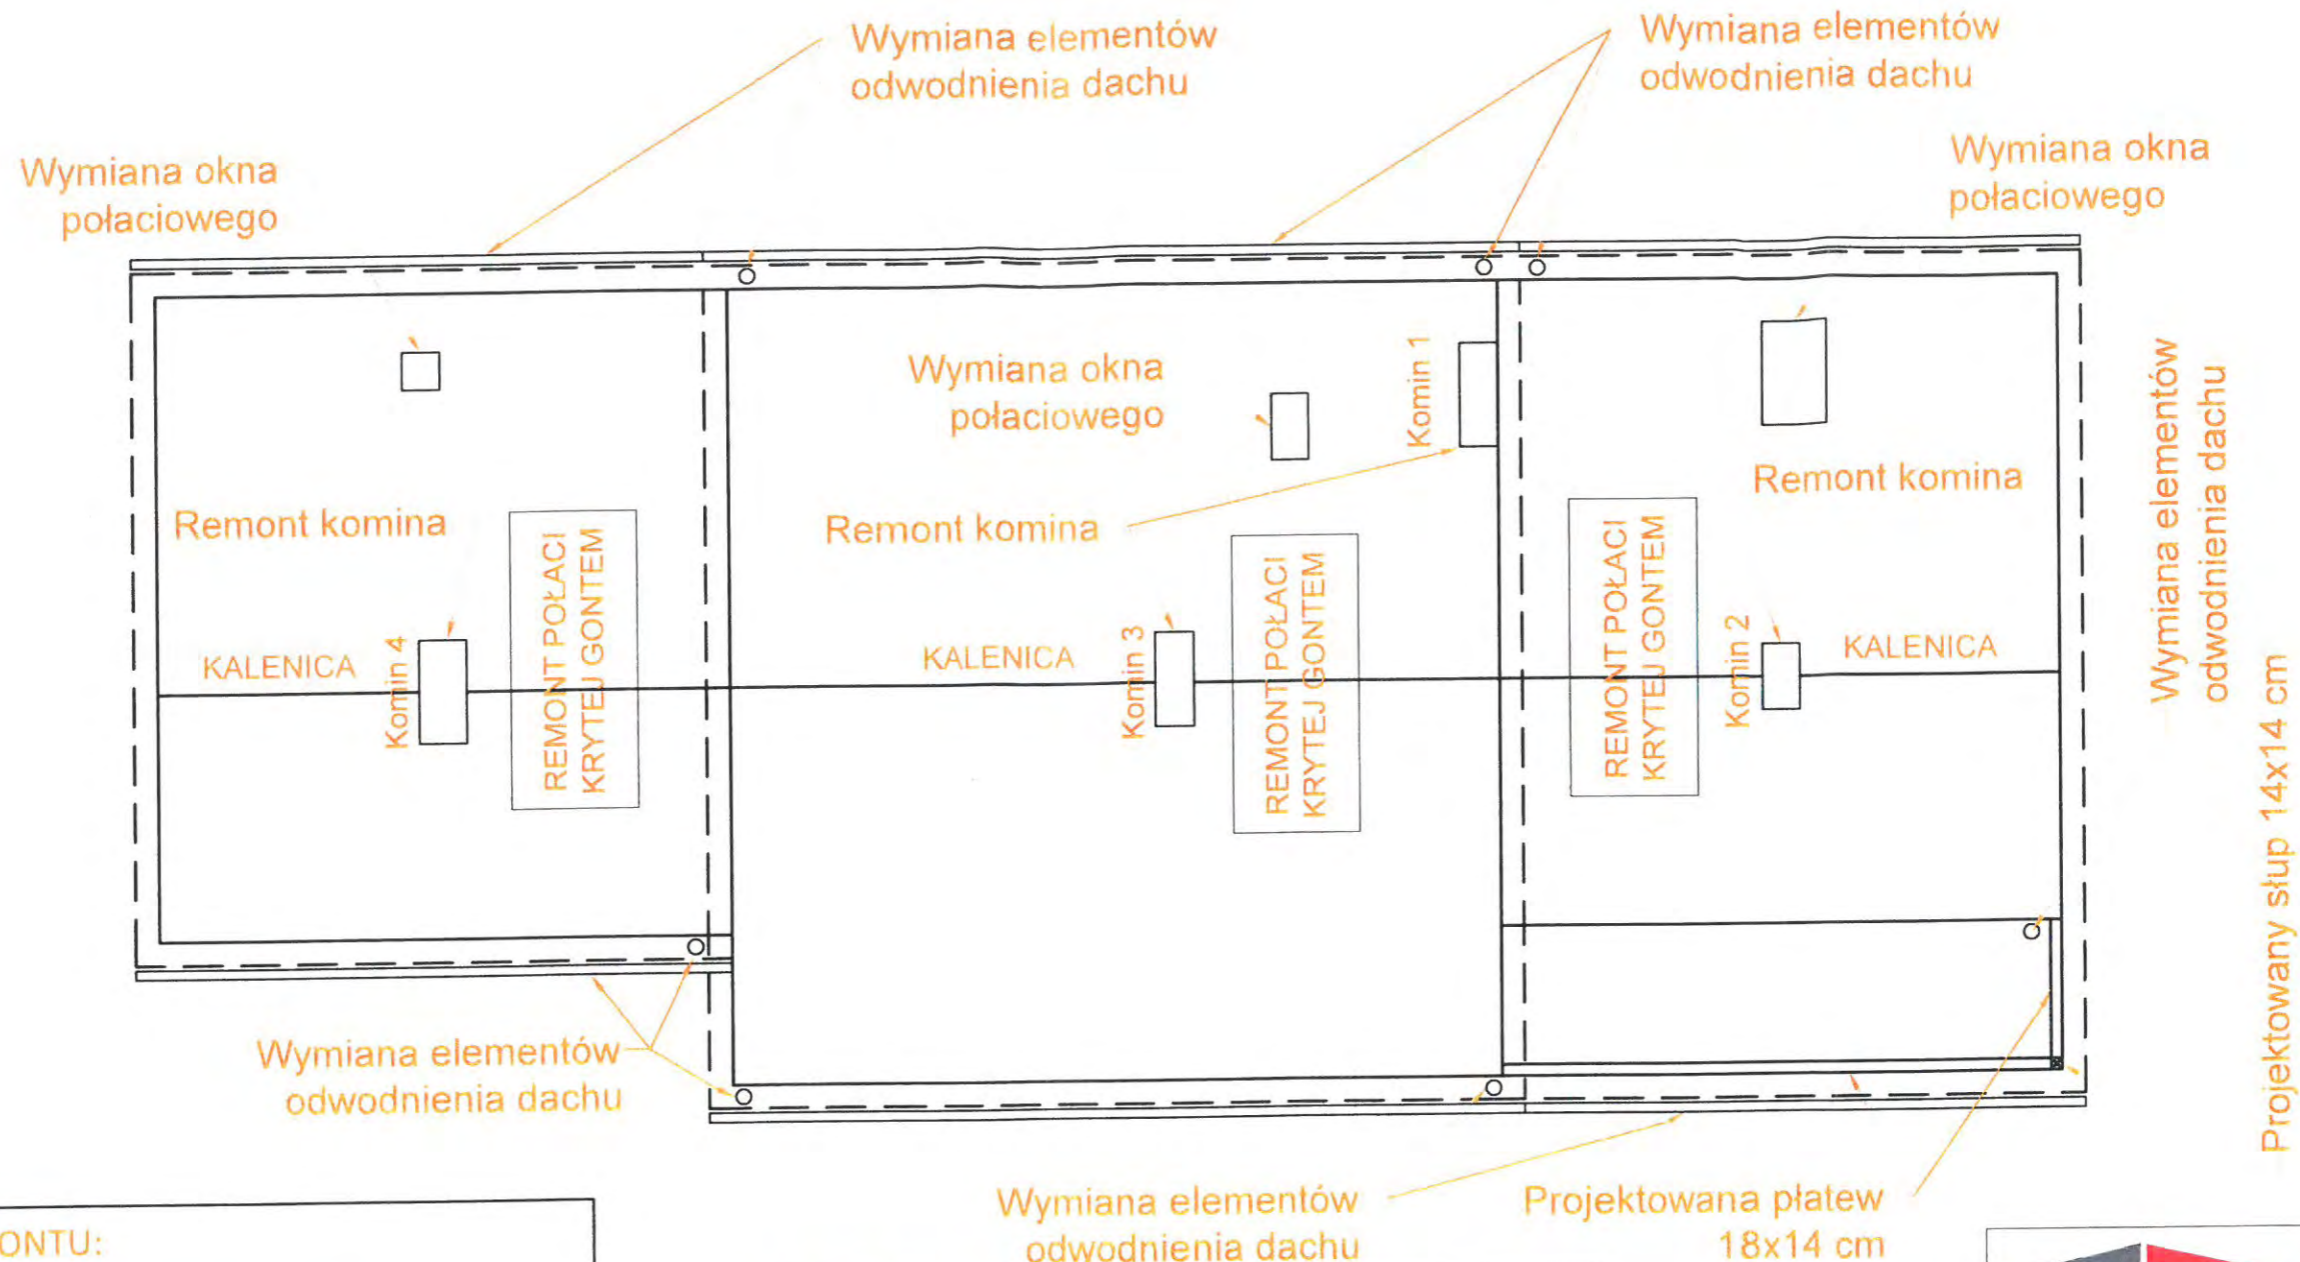 Wymiana elementów
odwodnienia dachu
Wymiana elementów
odwodnienia dachu
Wymiana okna
połaciowego
Wymiana okna
połaciowego
Wymiana okna
połaciowego
Komin 1
Wymiana elementów
odwodnienia dachu
Remont komina
Remont komina
Remont komina
REMONT POŁACI
KRYTEJ GONTEM
REMONT POŁACI
KRYTEJ GONTEM
REMONT POŁACI
KRYTEJ GONTEM
KALENICA
Komin 4
KALENICA
Komin 3
Komin 2
KALENICA
Projektowany słup 14x14 cm
Wymiana elementów
odwodnienia dachu
Wymiana elementów
odwodnienia dachu
Projektowana płatew
18x14 cm
ONTU: